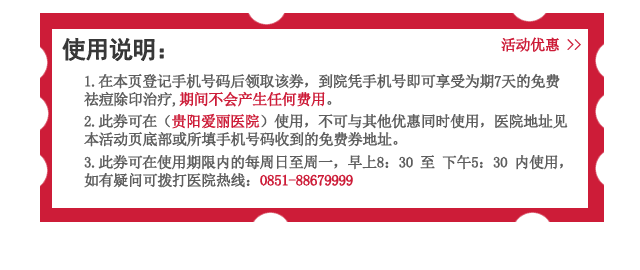 使用说明：
活动优惠 >>
1.在本页登记手机号码后领取该券，到院凭手机号即可享受为期7天的免费
祛痘除印治疗,期间不会产生任何费用。
2.此券可在（贵阳爱丽医院）使用，不可与其他优惠同时使用，医院地址见
本活动页底部或所填手机号码收到的免费券地址。
3.此券可在使用期限内的每周日至周一，早上8：30 至 下午5：30 内使用，
如有疑问可拨打医院热线：0851-88679999